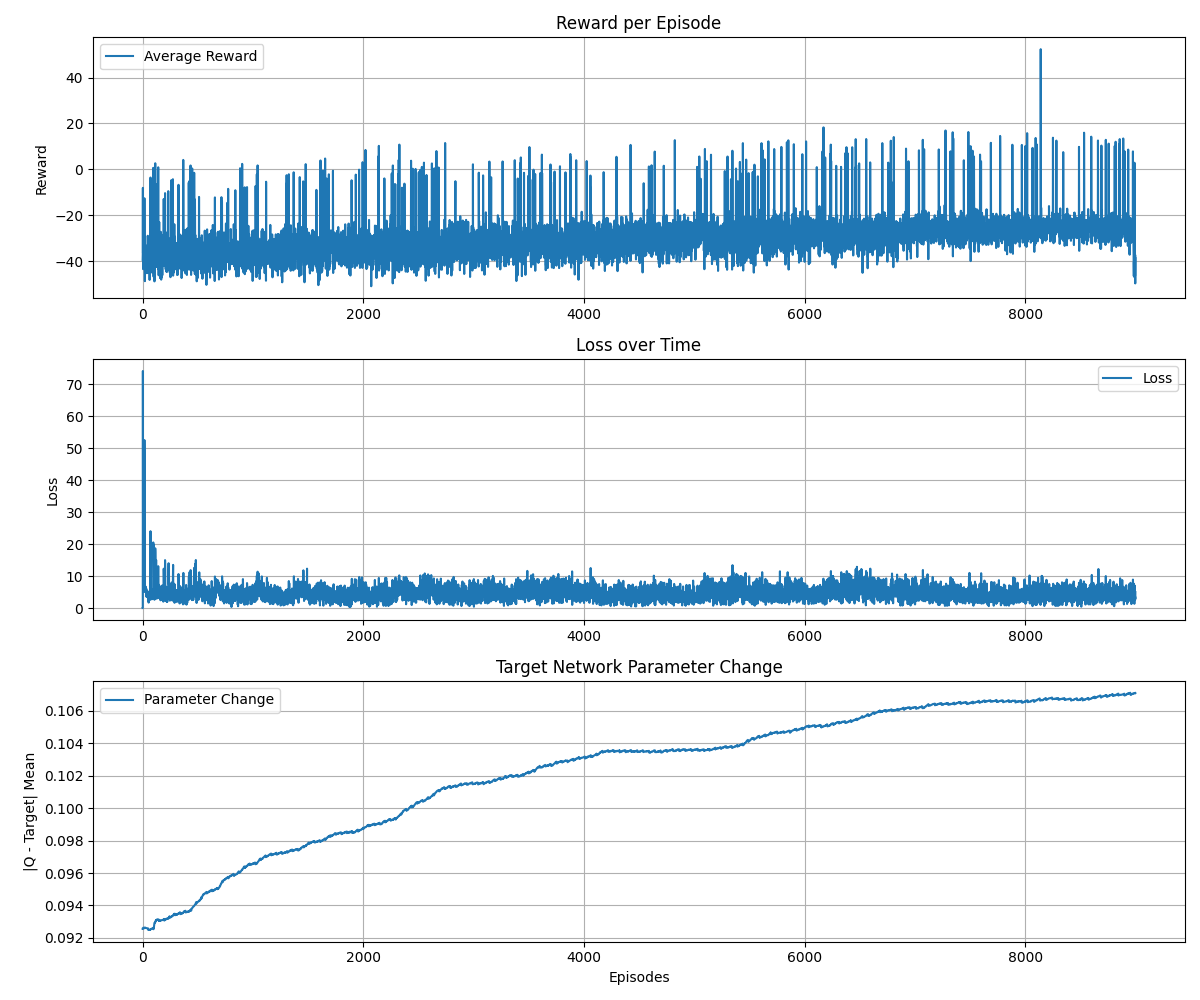 Reward per Episode
Average Reward
Reward
40
20
0
−20
−40
0 2000 4000 6000 8000
Loss over Time
Loss
Loss
70
60
50
40
30
20
10
0
0 2000 4000 6000 8000
Target Network Parameter Change
Parameter Change
|Q - Target| Mean
0.106
0.104
0.102
0.100
0.098
0.096
0.094
0.092
0 2000 4000 6000 8000
Episodes